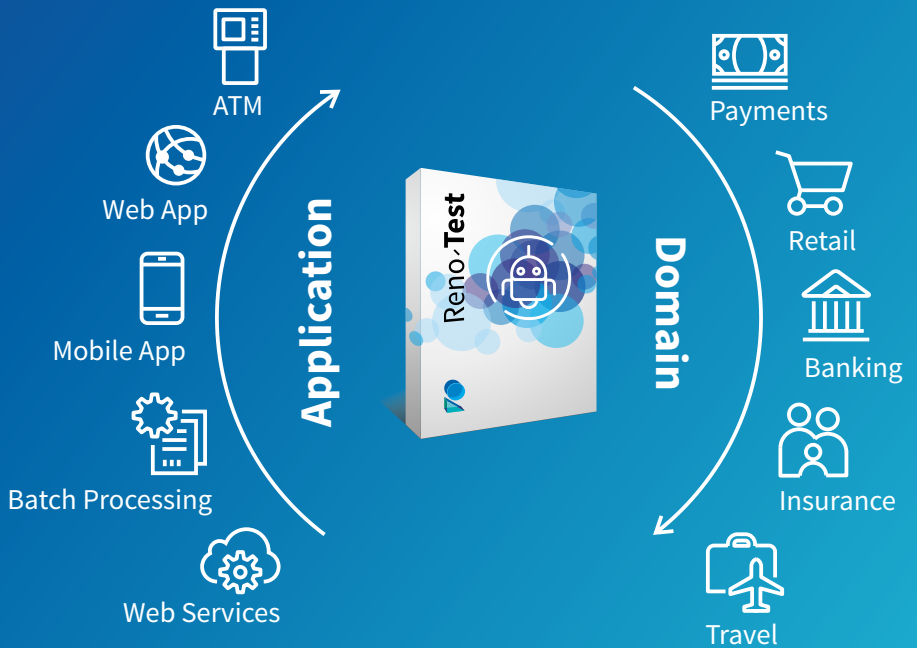 ATM
Web App
Mobile App
Batch Processing
Web Services
Application
Reno Test
Domain
Payments
Retail
Banking
Insurance
Travel